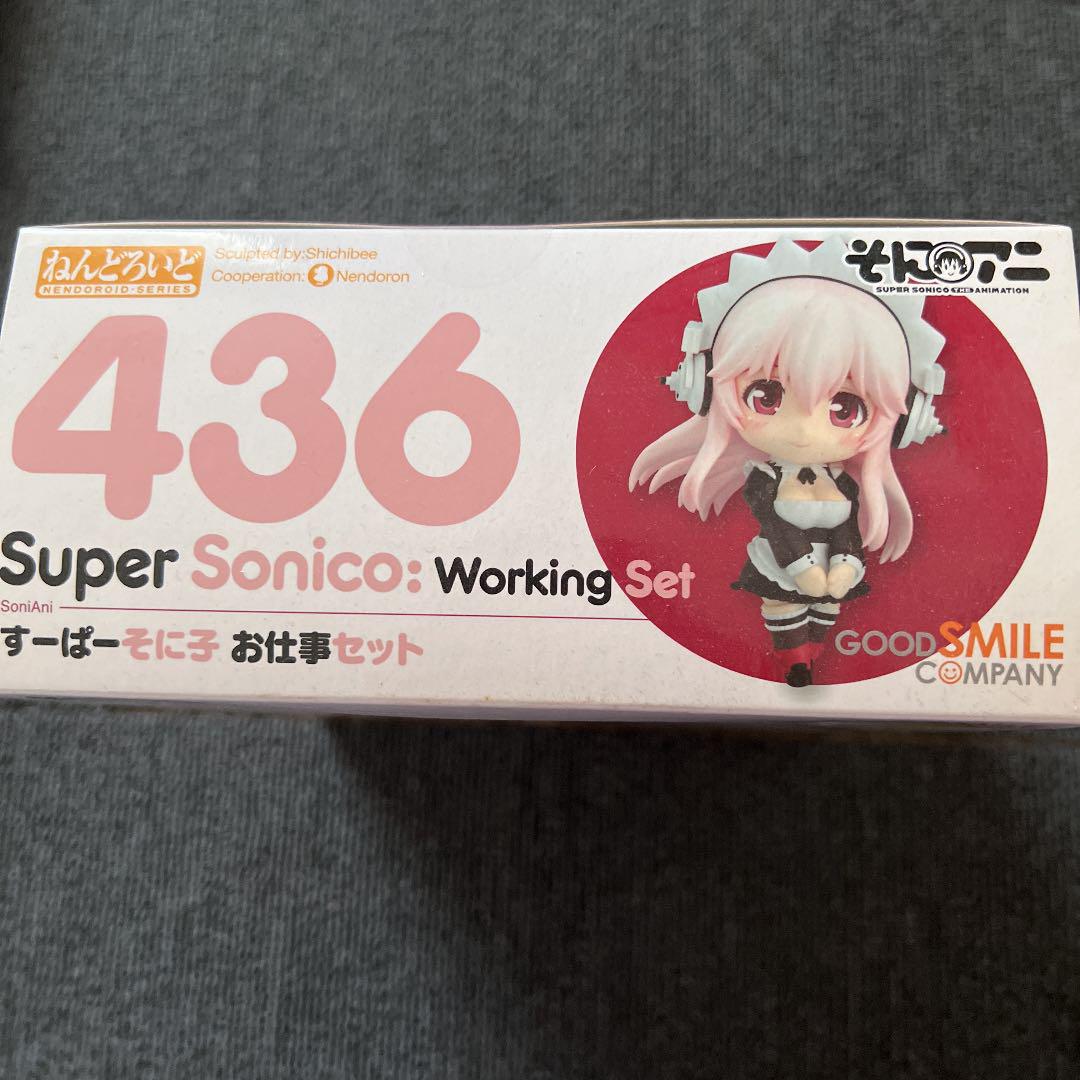 ねんどろいど
NENDOROID·SERIES
Sculpted by:Shichibee
Cooperation: Nendoron
436
Super Sonico: Working Set
SoniAni
すーぱーそに子 お仕事セット
そに アニ
SUPER SONICO THE ANIMATION
GOOD SMILE
COMPANY